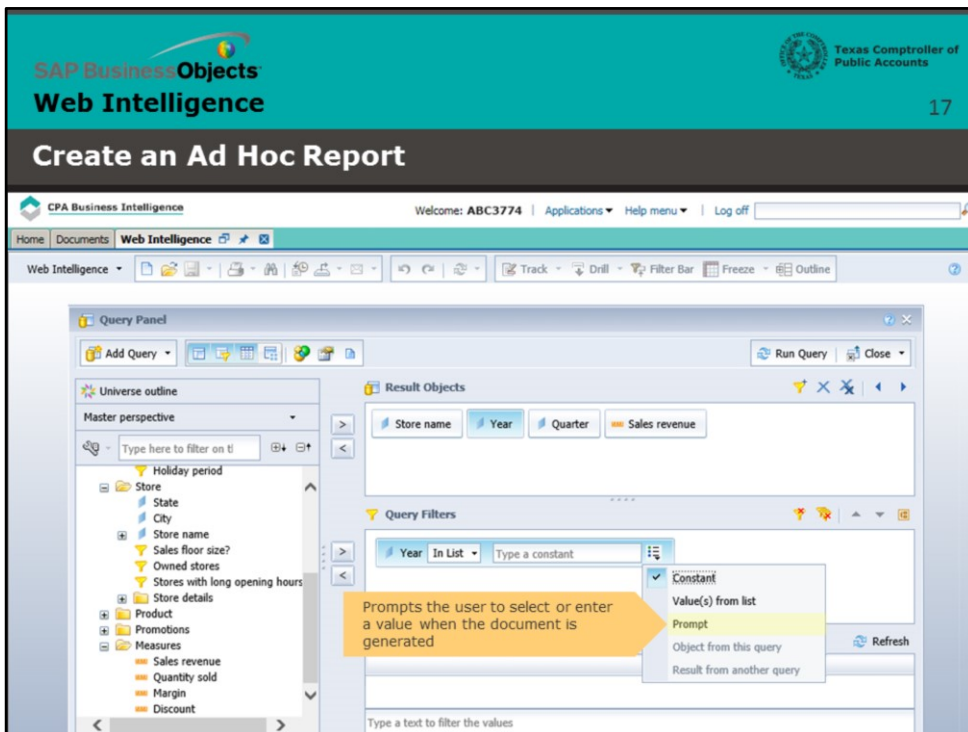 SAP BusinessObjects
Web Intelligence
Texas Comptroller of
Public Accounts
17
Create an Ad Hoc Report
CPA Business Intelligence
Welcome: ABC3774 | Applications Help menu | Log off
Home Documents Web Intelligence
Web Intelligence Track Drill Filter Bar Freeze Outline
Query Panel
Add Query Run Query Close
Universe outline
Master perspective
Type here to filter on t
Holiday period
Store
State
City
Store name
Sales floor size?
Owned stores
Stores with long opening hours
Store details
Product
Promotions
Measures
Sales revenue
Quantity sold
Margin
Discount
Result Objects
Store name Year Quarter Sales revenue
Query Filters
Year In List Type a constant
Constant
Value(s) from list
Prompt
Object from this query
Result from another query
Prompts the user to select or enter
a value when the document is
generated
Refresh
Type a text to filter the values